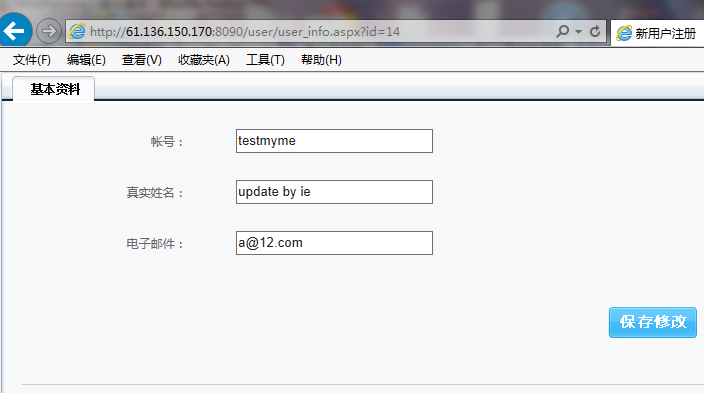 http://61.136.150.170:8090/user/user_info.aspx?id=14
新用户注册
文件(F) 编辑(E) 查看(V) 收藏夹(A) 工具(T) 帮助(H)
基本资料
帐号： testmyme
真实姓名： update by ie
电子邮件： a@12.com
保存修改